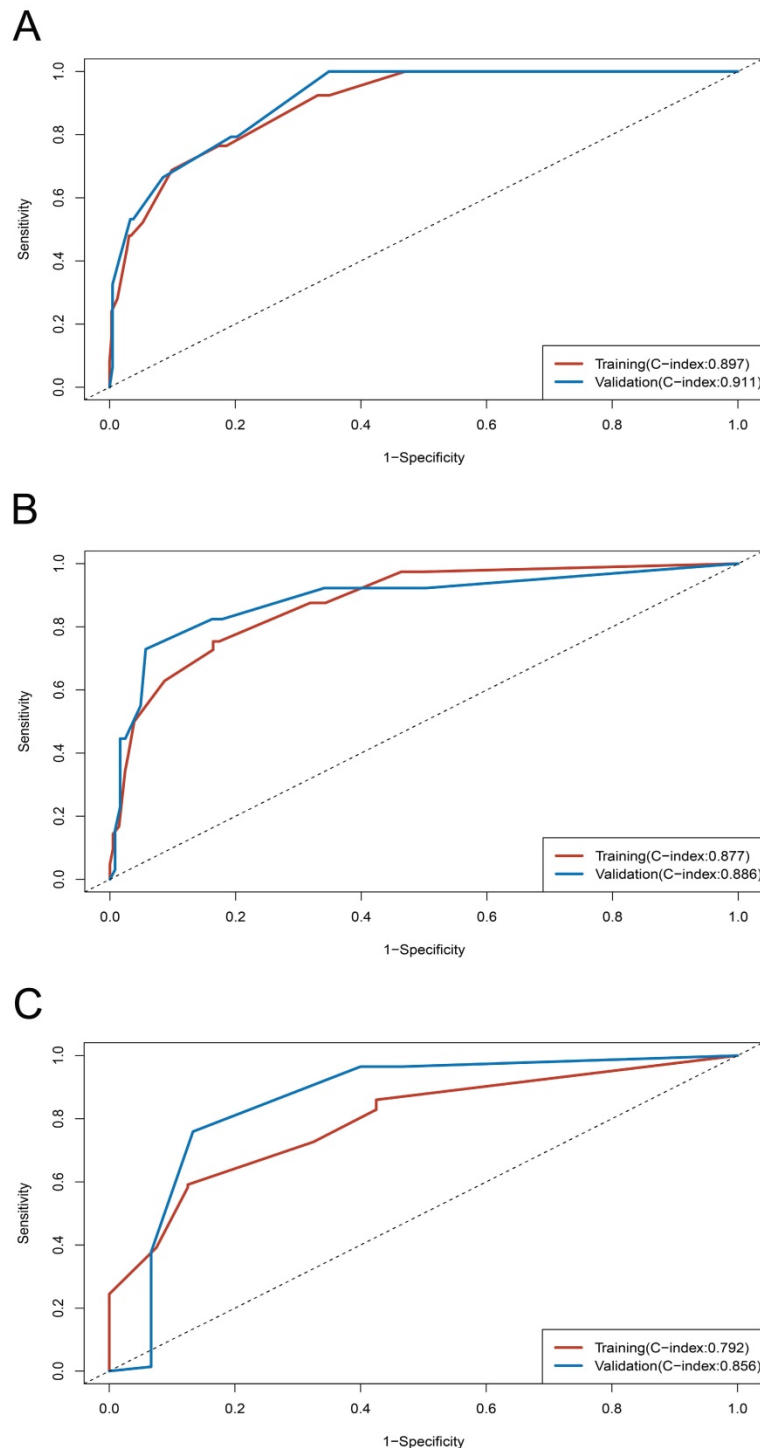 A
1.0
0.8
0.6
0.4
0.2
0.0
Sensitivity
Training(C−index:0.897)
Validation(C−index:0.911)
0.0 0.2 0.4 0.6 0.8 1.0
1−Specificity
B
1.0
0.8
0.6
0.4
0.2
0.0
Sensitivity
Training(C−index:0.877)
Validation(C−index:0.886)
0.0 0.2 0.4 0.6 0.8 1.0
1−Specificity
C
1.0
0.8
0.6
0.4
0.2
0.0
Sensitivity
Training(C−index:0.792)
Validation(C−index:0.856)
0.0 0.2 0.4 0.6 0.8 1.0
1−Specificity